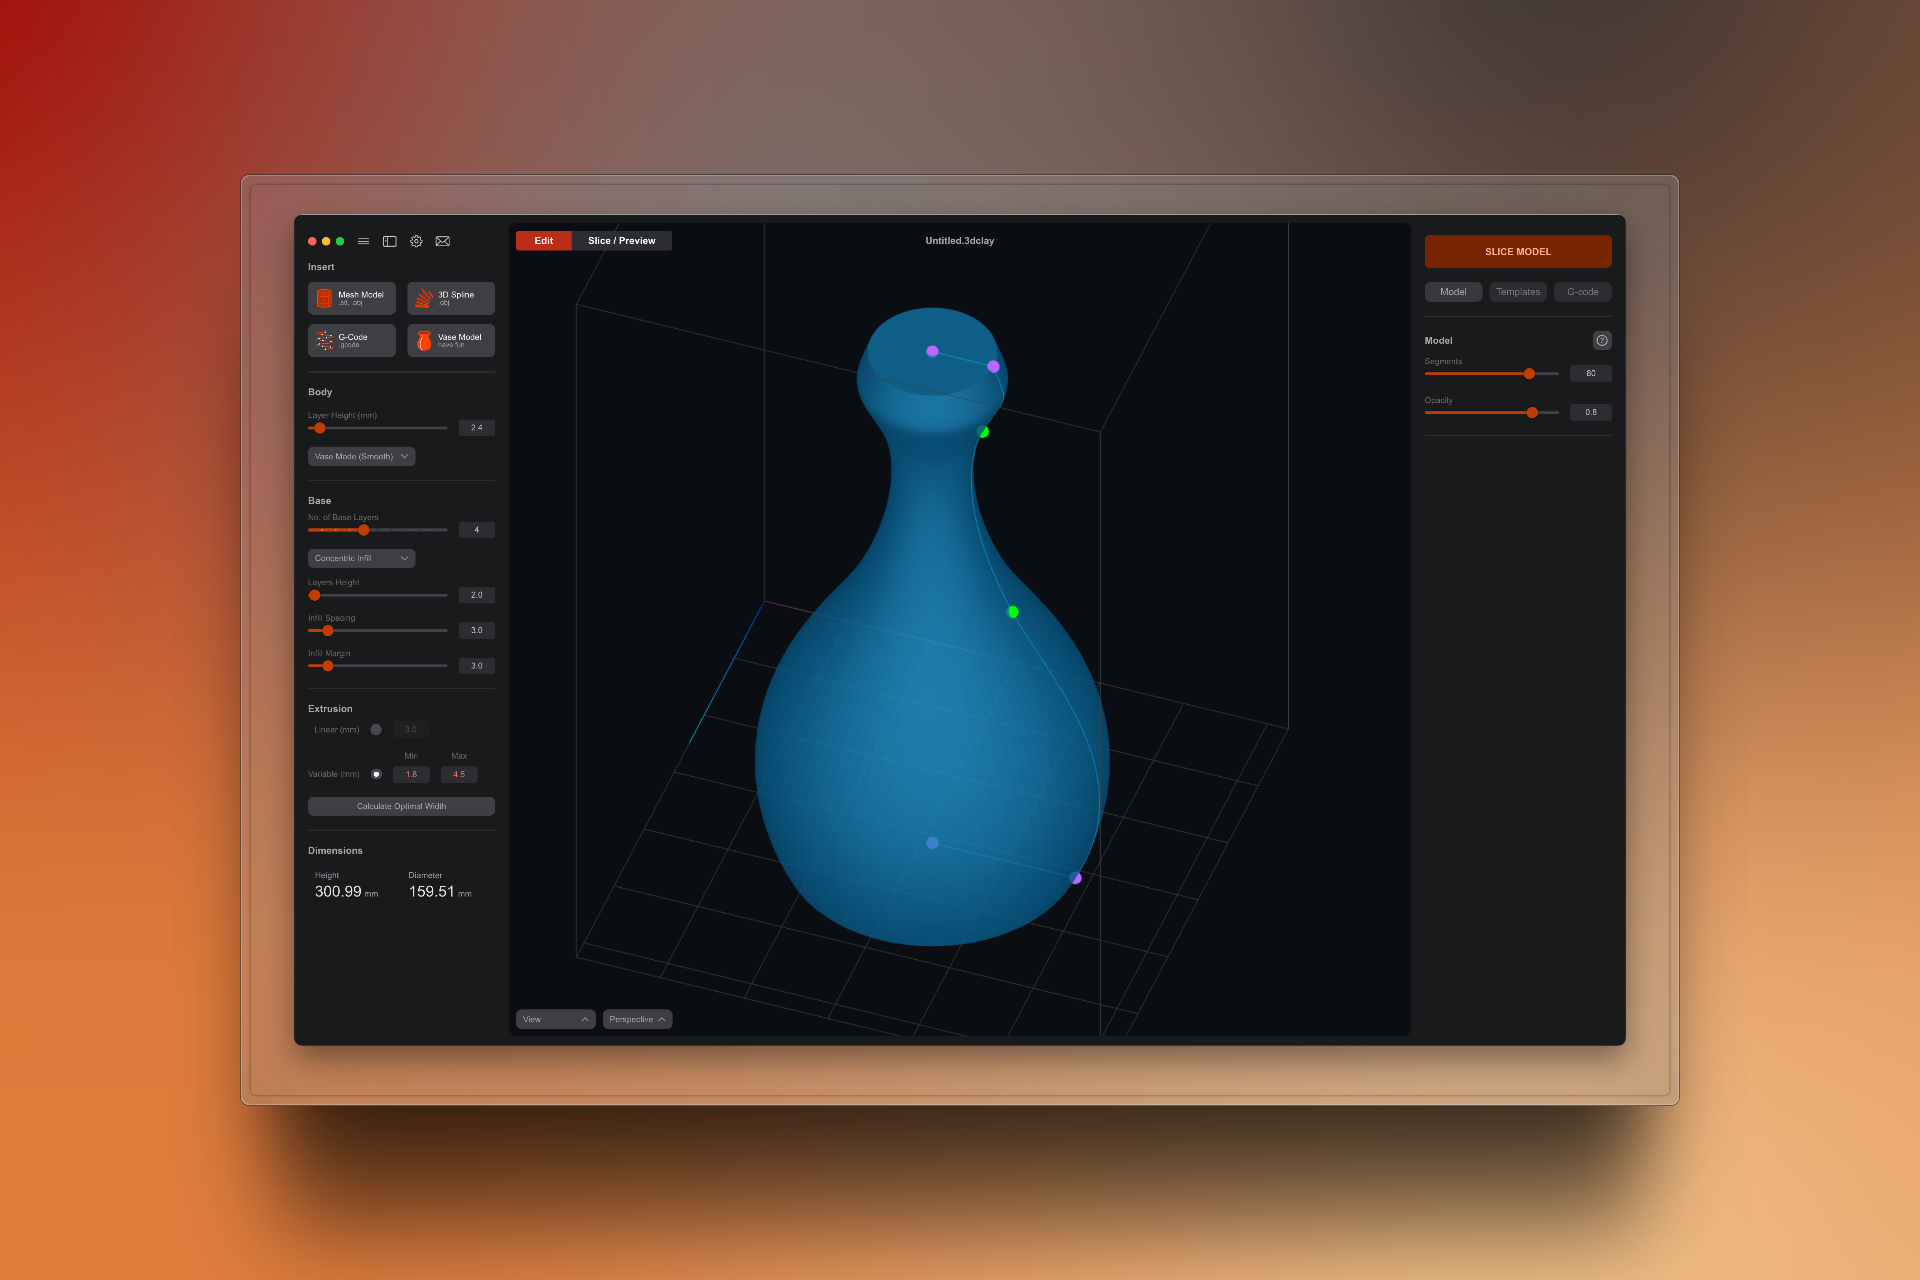 Edit
Slice / Preview
Untitled.3dclay
Insert
Mesh Model
.stl, .obj
3D Spline
.obj
G-Code
.gcode
Vase Model
have fun
Body
Layer Height (mm)
2.4
Vase Mode (Smooth)
Base
No. of Base Layers
4
Concentric Infill
Layers Height
2.0
Infill Spacing
3.0
Infill Margin
3.0
Extrusion
Linear (mm)
3.0
Min
Max
Variable (mm)
1.8
4.5
Calculate Optimal Width
Dimensions
Height
Diameter
300.99 mm
159.51 mm
View
Perspective
SLICE MODEL
Model
Templates
G-code
Model
?
Segments
60
Opacity
0.8